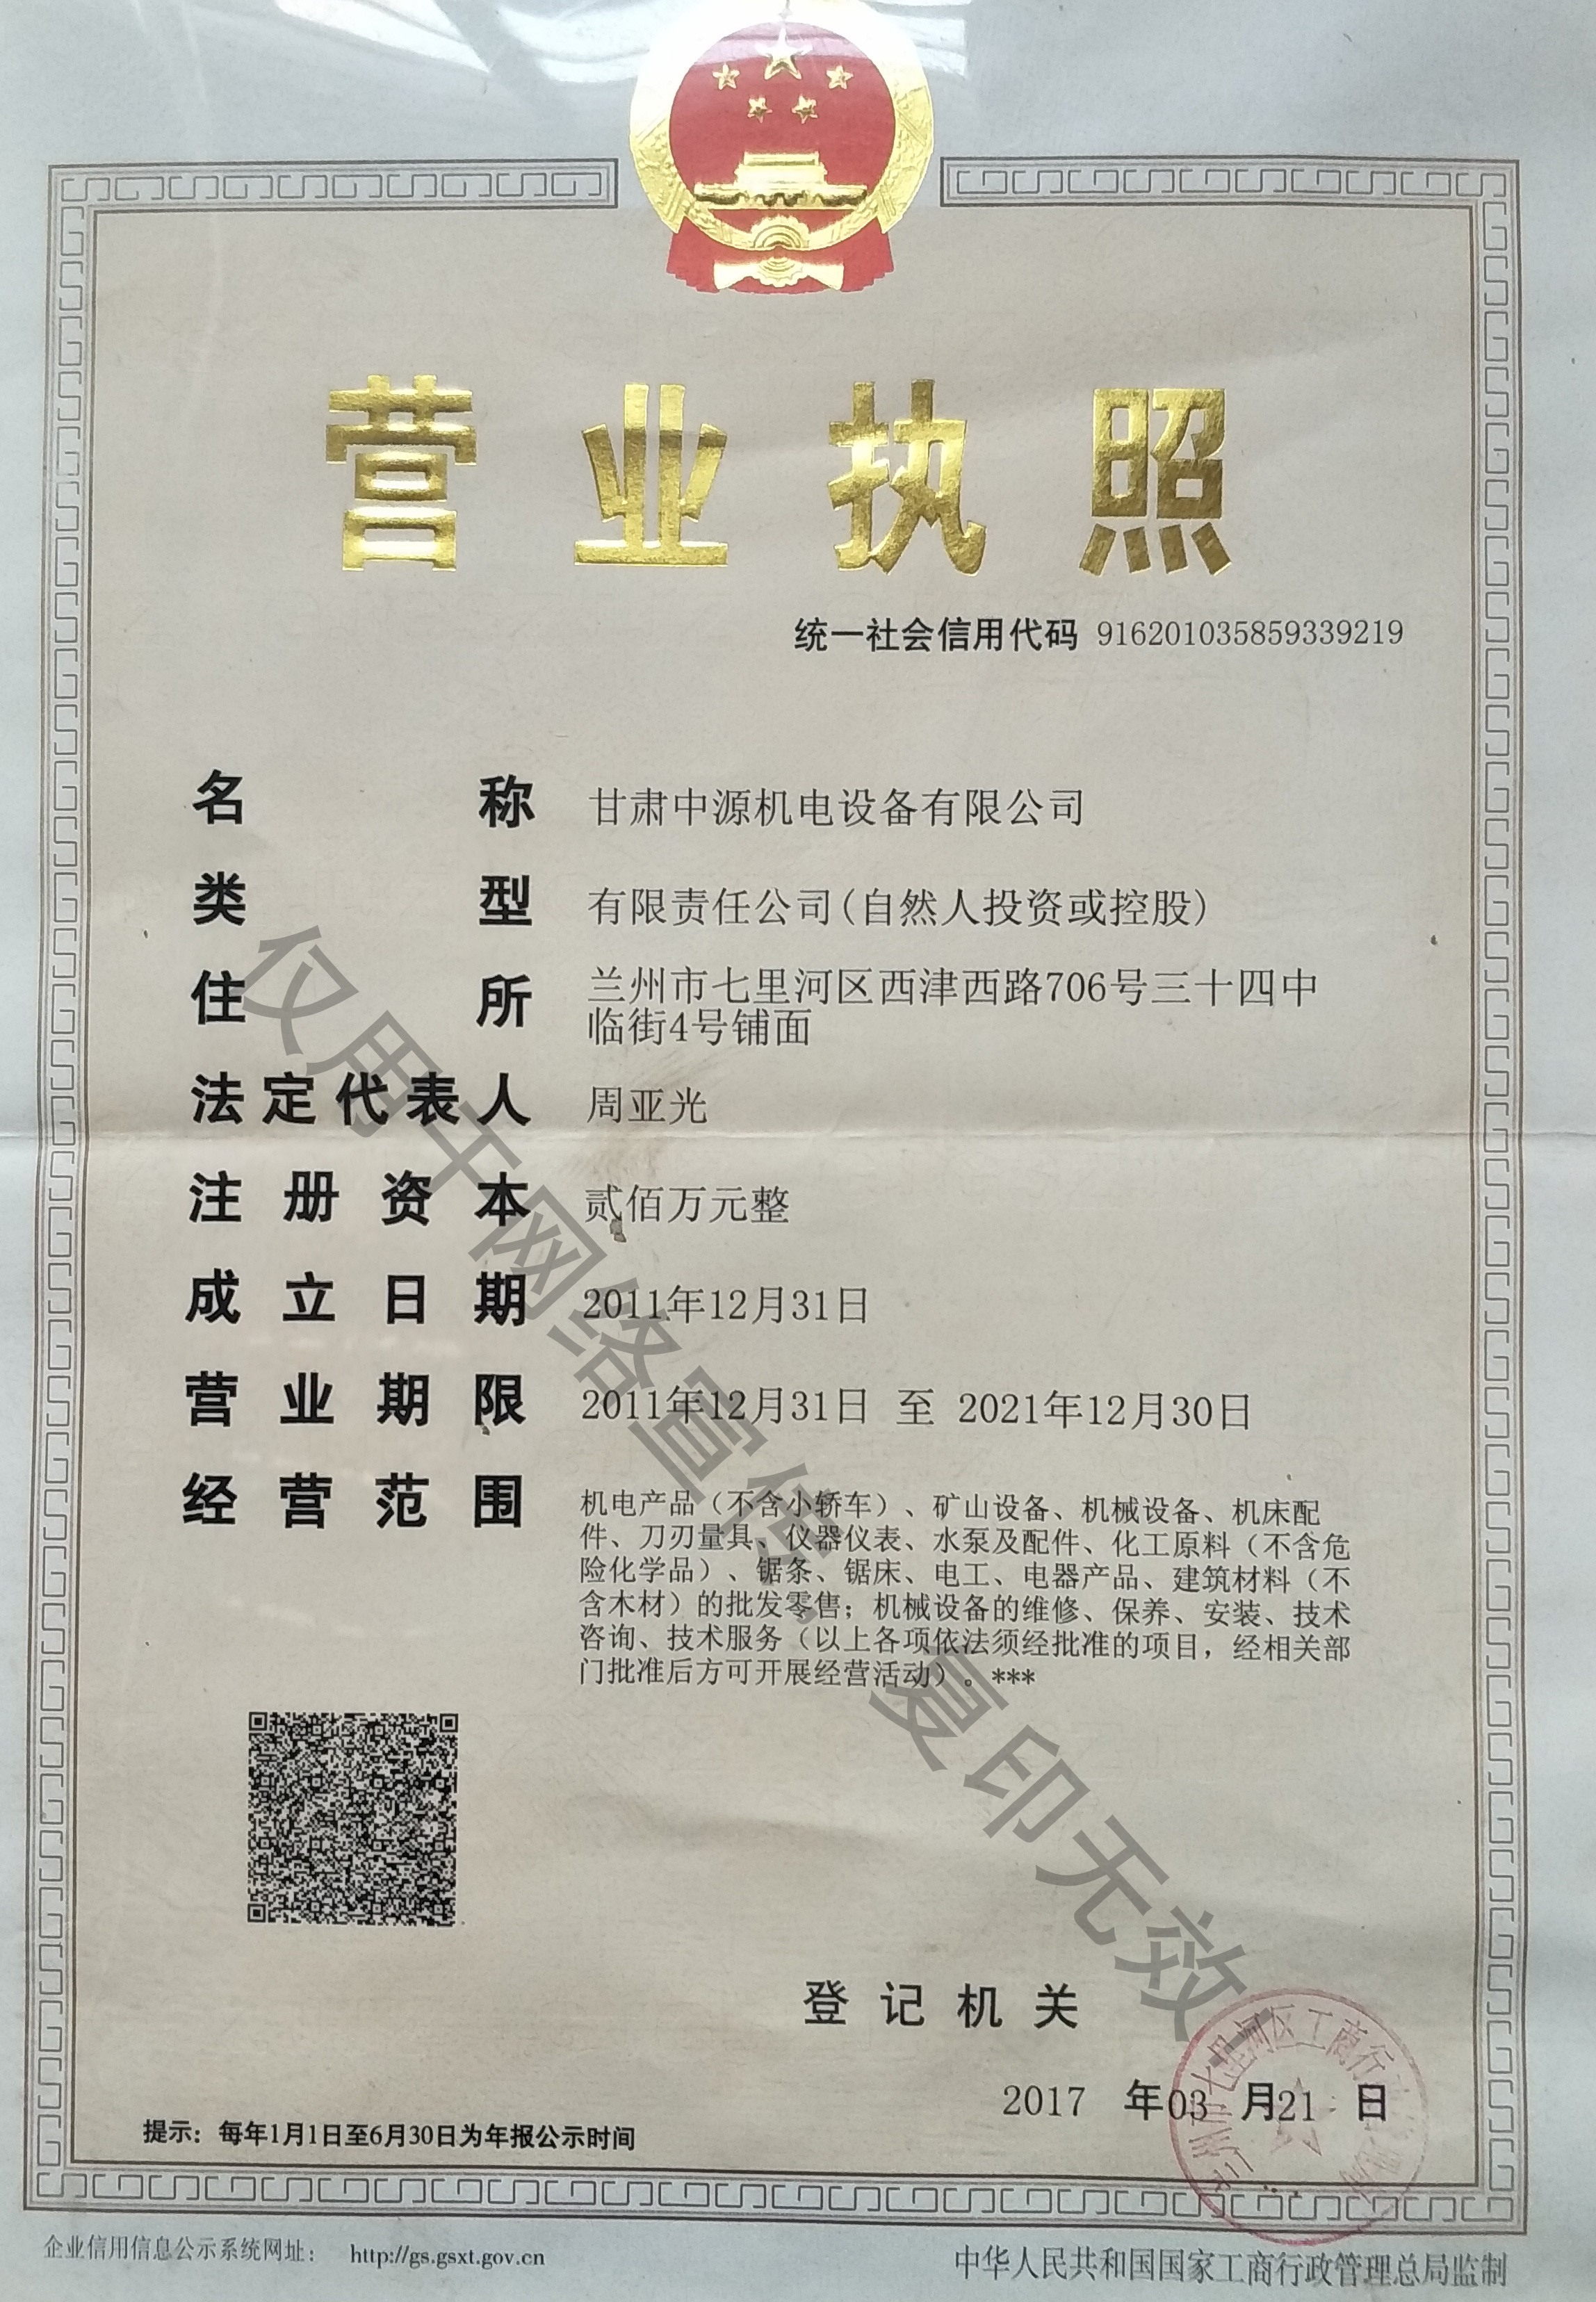 营业执照
统一社会信用代码 916201035859339219
名称 甘肃中源机电设备有限公司
类型 有限责任公司(自然人投资或控股)
住所 兰州市七里河区西津西路706号三十四中
临街4号铺面
法定代表人 周亚光
注册资本 贰佰万元整
成立日期 2011年12月31日
营业期限 2011年12月31日 至 2021年12月30日
经营范围 机电产品（不含小轿车）、矿山设备、机械设备、机床配
件、刀刃量具、仪器仪表、水泵及配件、化工原料（不含危
险化学品）、锯条、锯床、电工、电器产品、建筑材料（不
含木材）的批发零售；机械设备的维修、保养、安装、技术
咨询、技术服务（以上各项依法须经批准的项目，经相关部
门批准后方可开展经营活动）。***
仅用于网络宣传 复印无效
登记机关
州市七里河区工商行
2017 年03 月21 日
提示：每年1月1日至6月30日为年报公示时间
企业信用信息公示系统网址： http://gs.gsxt.gov.cn
中华人民共和国国家工商行政管理总局监制